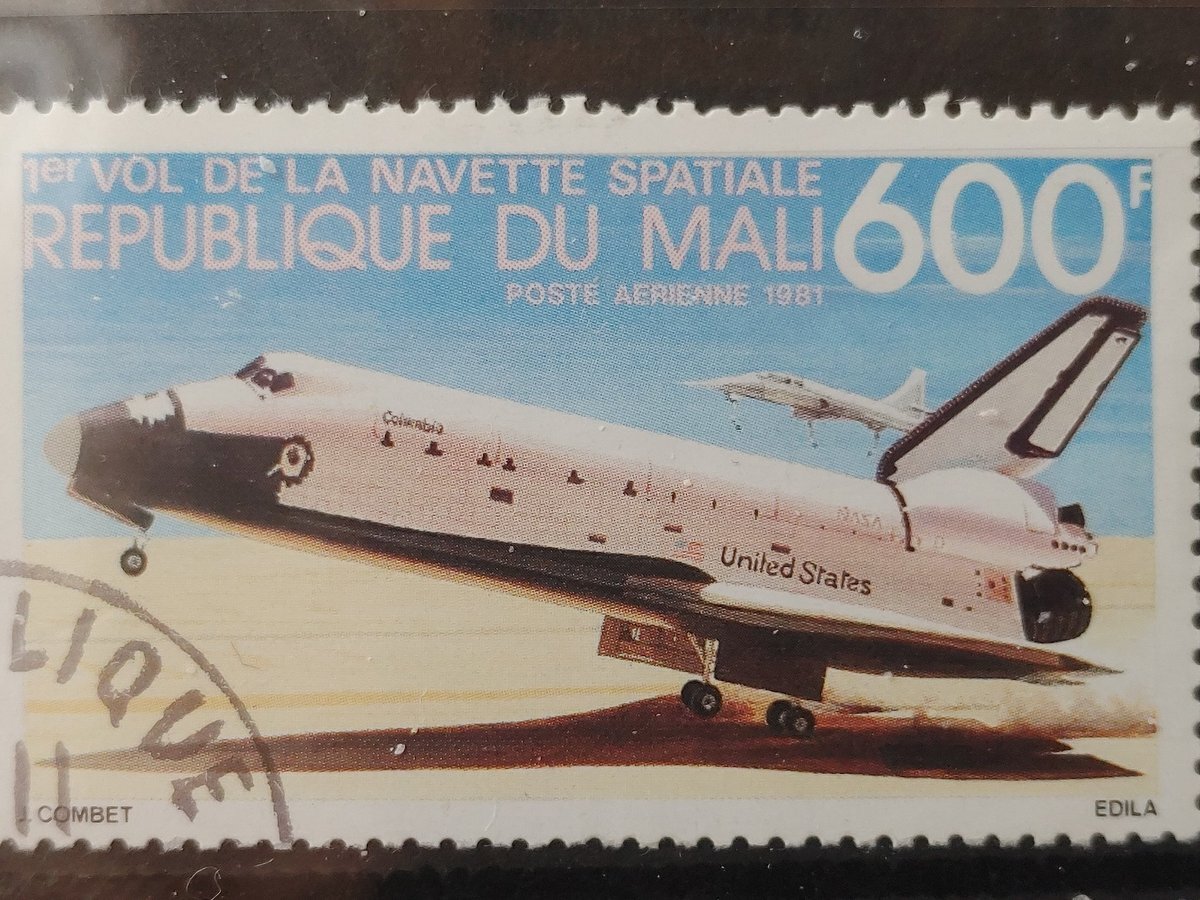 1er VOL DE LA NAVETTE SPATIALE
REPUBLIQUE DU MALI
600F
POSTE AERIENNE 1981
Columbia
NASA
United States
LIQUE
J. COMBET
EDILA